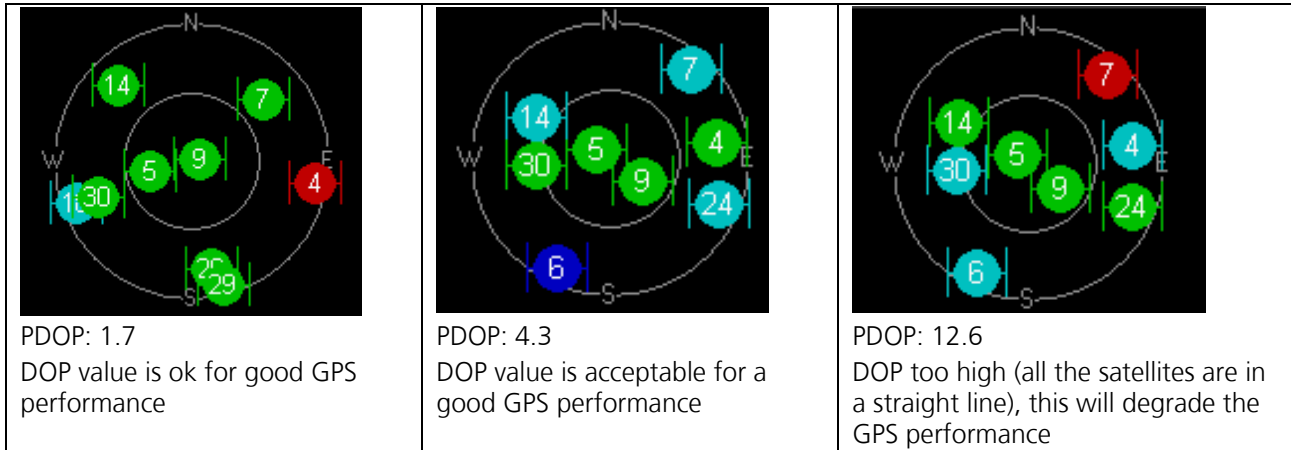 N
14
7
9
5
W
E
4
30
29
S
PDOP: 1.7
DOP value is ok for good GPS
performance
N
7
14
4
5
W
E
30
9
24
6
S
PDOP: 4.3
DOP value is acceptable for a
good GPS performance
N
7
14
4
5
W
E
30
9
24
6
S
PDOP: 12.6
DOP too high (all the satellites are in
a straight line), this will degrade the
GPS performance